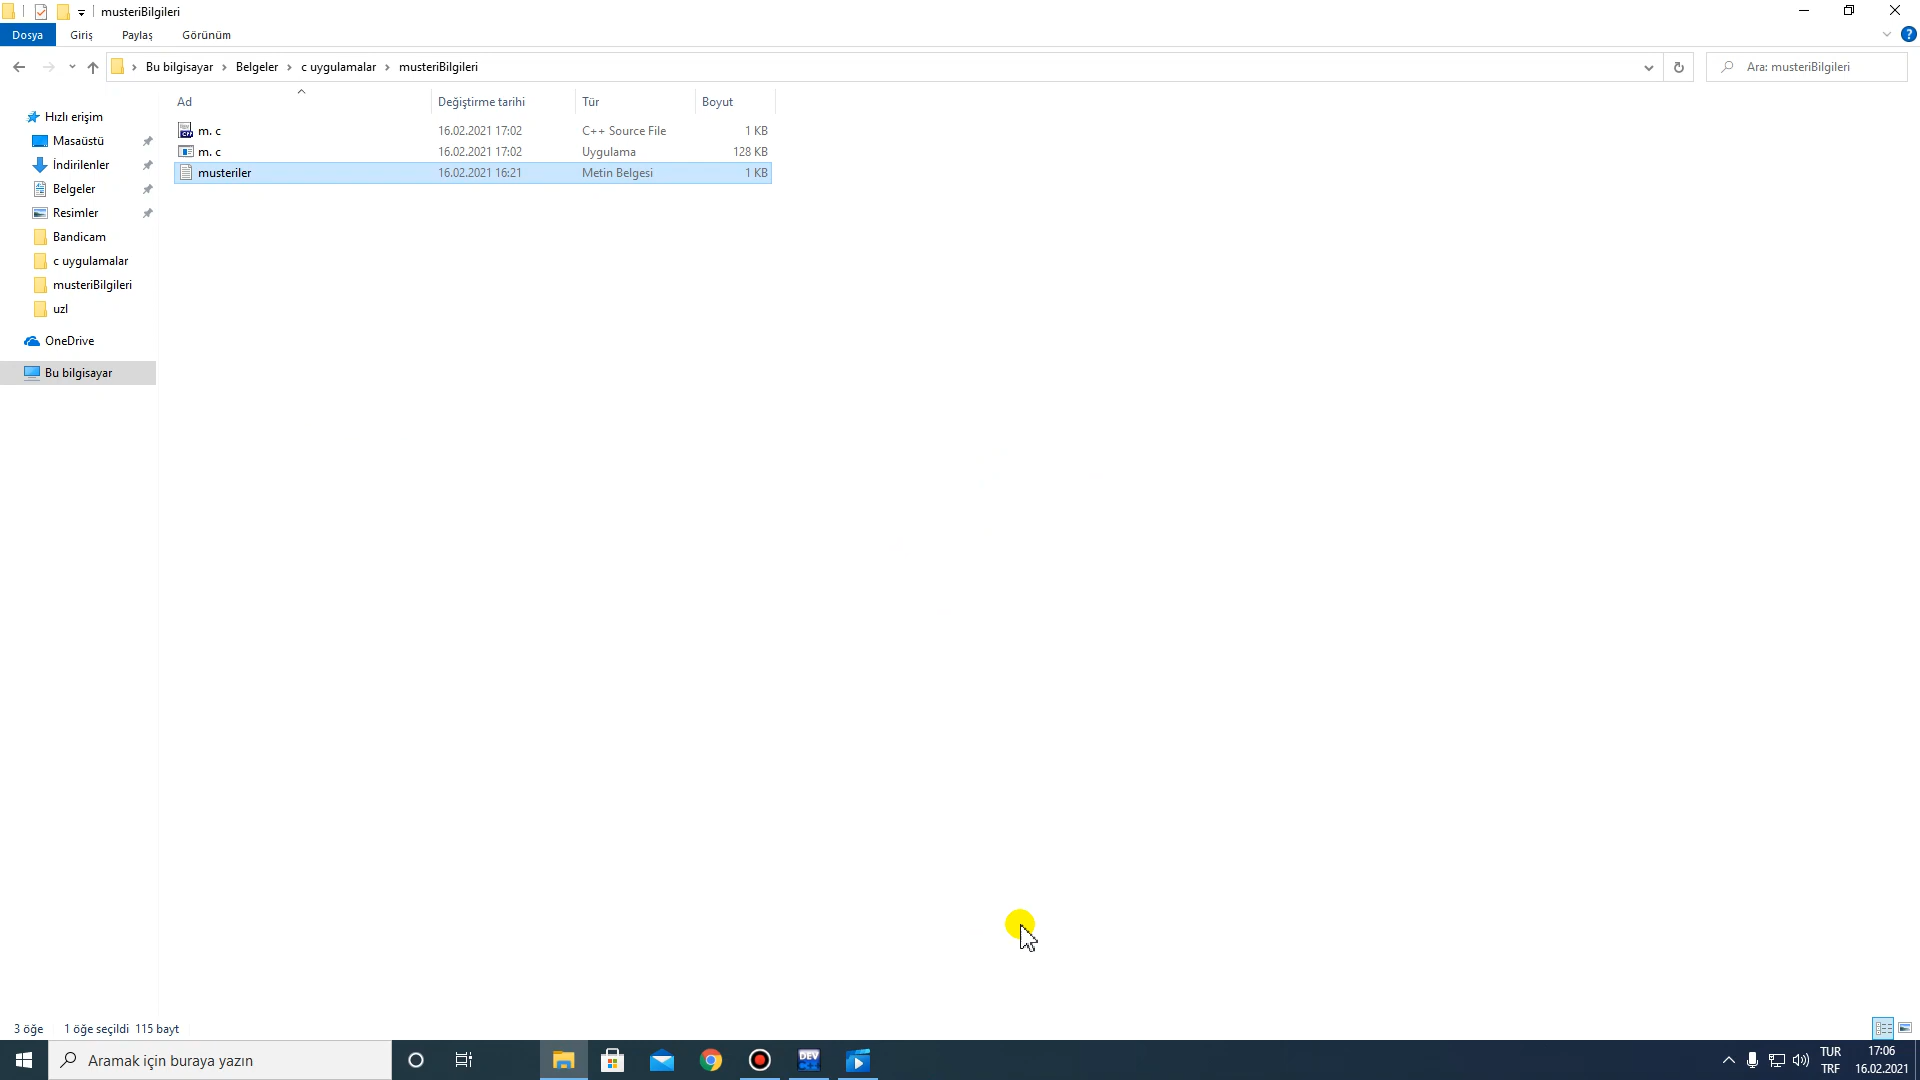 musteriBilgileri
Dosya Giriş Paylaş Görünüm
Bu bilgisayar Belgeler c uygulamalar musteriBilgileri
Ara: musteriBilgileri
Ad Değiştirme tarihi Tür Boyut
m. c 16.02.2021 17:02 C++ Source File 1 KB
m. c 16.02.2021 17:02 Uygulama 128 KB
musteriler 16.02.2021 16:21 Metin Belgesi 1 KB
Hızlı erişim
Masaüstü
İndirilenler
Belgeler
Resimler
Bandicam
c uygulamalar
musteriBilgileri
uzl
OneDrive
Bu bilgisayar
3 öğe 1 öğe seçildi 115 bayt
Aramak için buraya yazın
DEV
TUR
TRF
17:06
16.02.2021